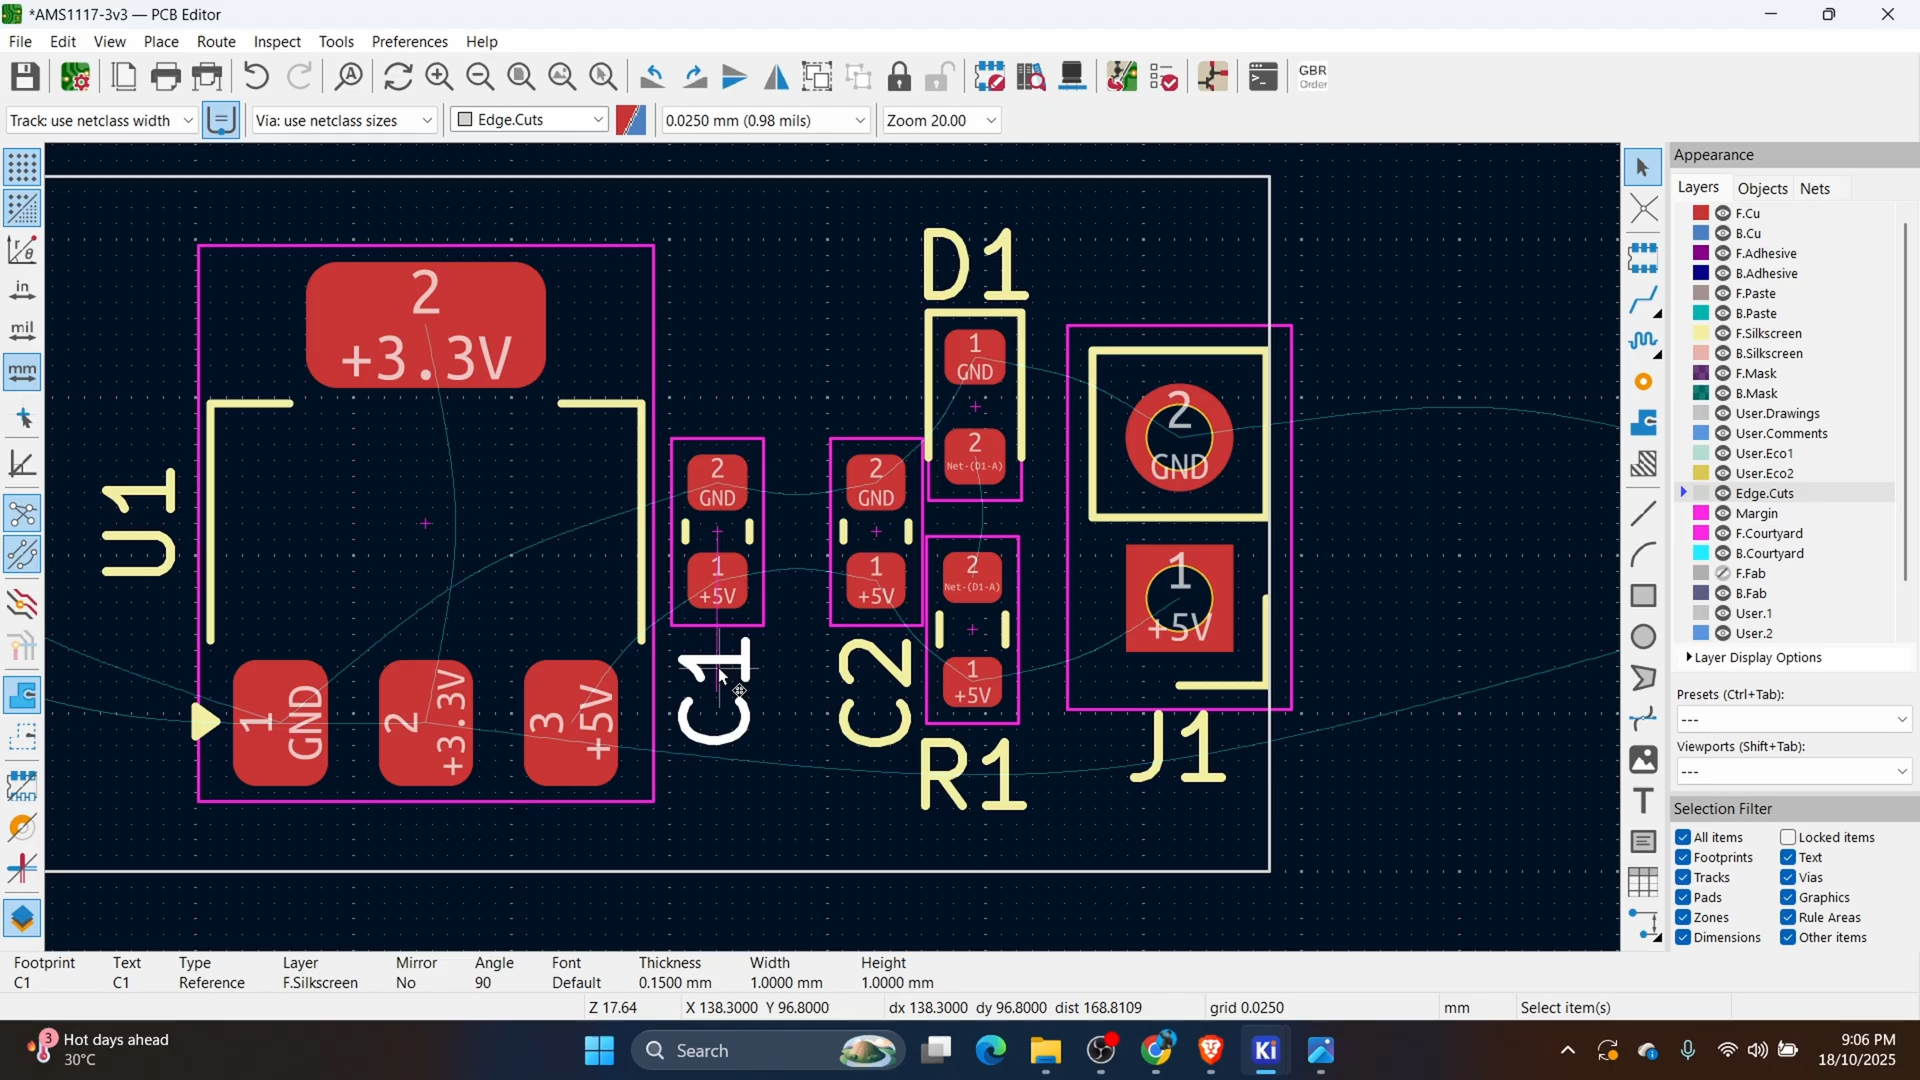 *AMS1117-3v3 — PCB Editor
File Edit View Place Route Inspect Tools Preferences Help
GBR
Order
Track: use netclass width
Via: use netclass sizes
Edge.Cuts
0.0250 mm (0.98 mils)
Zoom 20.00
in
mil
mm
U1
2
+3.3V
1
GND
2
+3.3V
3
+5V
2
GND
1
+5V
C1
2
GND
1
+5V
C2
D1
1
GND
2
Net-(D1-A)
2
Net-(D1-A)
1
+5V
R1
2
GND
1
+5V
J1
Appearance
Layers Objects Nets
F.Cu
B.Cu
F.Adhesive
B.Adhesive
F.Paste
B.Paste
F.Silkscreen
B.Silkscreen
F.Mask
B.Mask
User.Drawings
User.Comments
User.Eco1
User.Eco2
Edge.Cuts
Margin
F.Courtyard
B.Courtyard
F.Fab
B.Fab
User.1
User.2
Layer Display Options
Presets (Ctrl+Tab):
---
Viewports (Shift+Tab):
---
Selection Filter
All items Locked items
Footprints Text
Tracks Vias
Pads Graphics
Zones Rule Areas
Dimensions Other items
Footprint Text Type Layer Mirror Angle Font Thickness Width Height
C1 C1 Reference F.Silkscreen No 90 Default 0.1500 mm 1.0000 mm 1.0000 mm
Z 17.64 X 138.3000 Y 96.8000 dx 138.3000 dy 96.8000 dist 168.8109 grid 0.0250 mm Select item(s)
3
Hot days ahead
30°C
Search
Ki
9:06 PM
18/10/2025